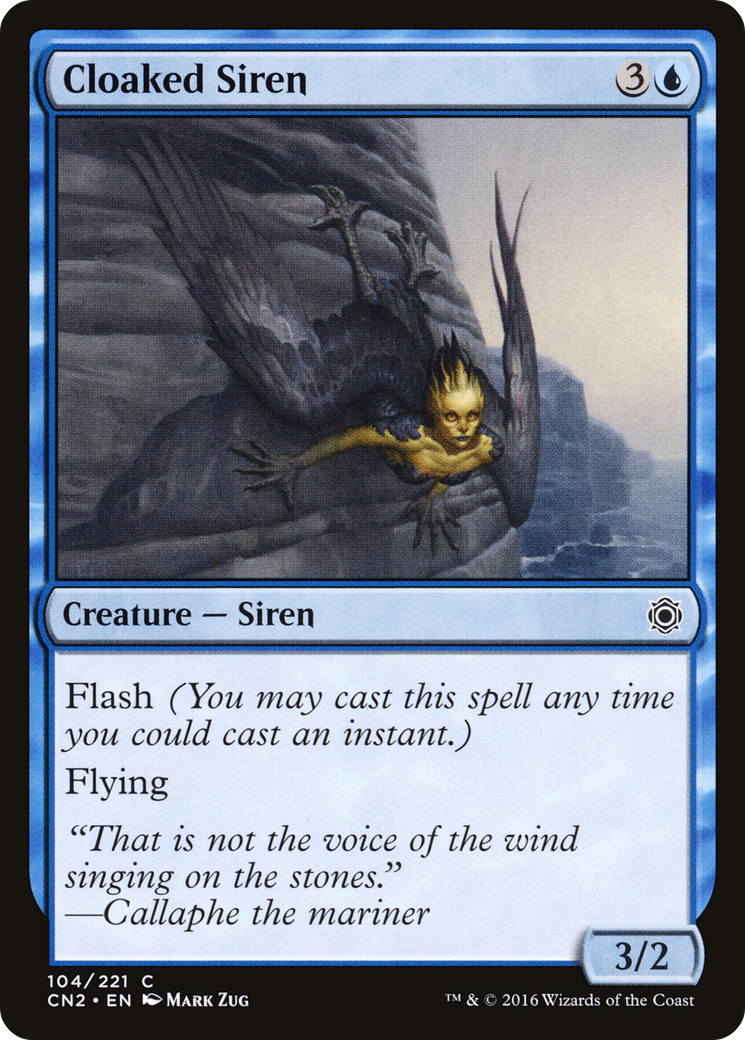 Cloaked Siren 3
Creature — Siren
Flash (You may cast this spell any time
you could cast an instant.)
Flying
“That is not the voice of the wind
singing on the stones.”
—Callaphe the mariner
3/2
104/221 C
CN2 • EN Mark Zug
™ & © 2016 Wizards of the Coast